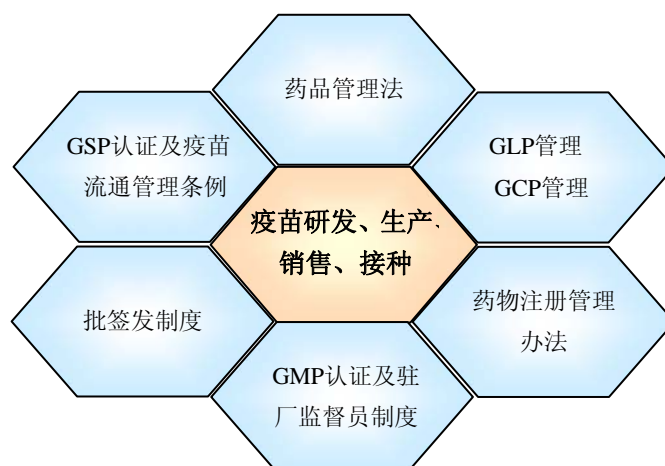 药品管理法
GSP认证及疫苗
流通管理条例
GLP管理
GCP管理
疫苗研发、生产、
销售、接种
批签发制度
药物注册管理
办法
GMP认证及驻
厂监督员制度